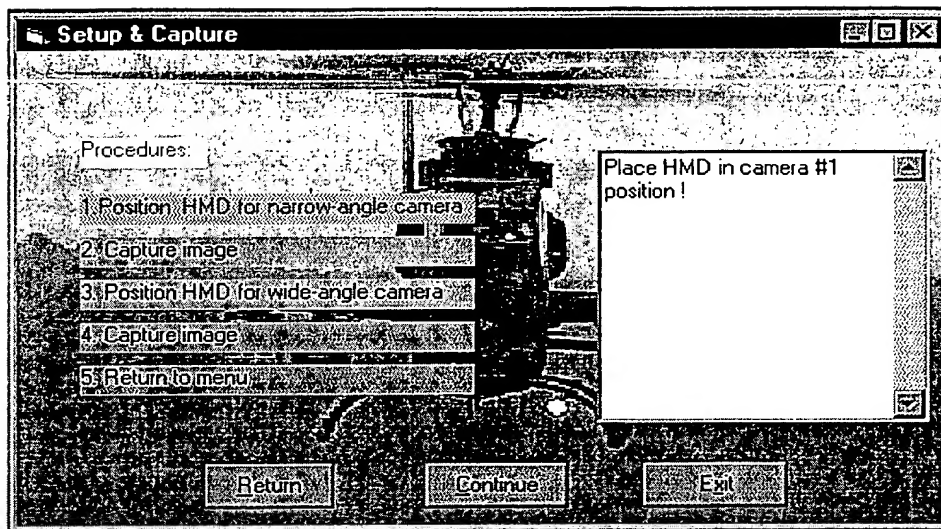 Setup & Capture
Procedures:
1. Position HMD for narrow-angle camera
2. Capture image
3. Position HMD for wide-angle camera
4. Capture image
5. Return to menu
Place HMD in camera #1
position !
Return
Continue
Exit